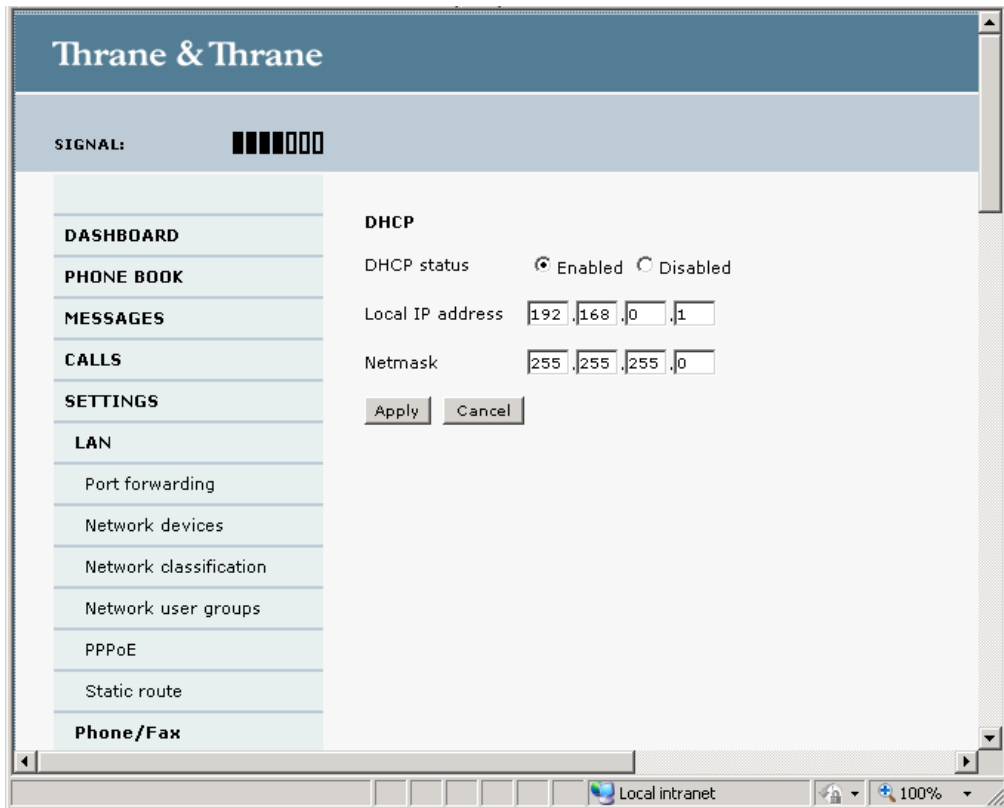 Thrane & Thrane
SIGNAL:
DASHBOARD
PHONE BOOK
MESSAGES
CALLS
SETTINGS
LAN
Port forwarding
Network devices
Network classification
Network user groups
PPPoE
Static route
Phone/Fax
DHCP
DHCP status Enabled Disabled
Local IP address 192 .168 .0 .1
Netmask 255 .255 .255 .0
Apply Cancel
Local intranet 100%